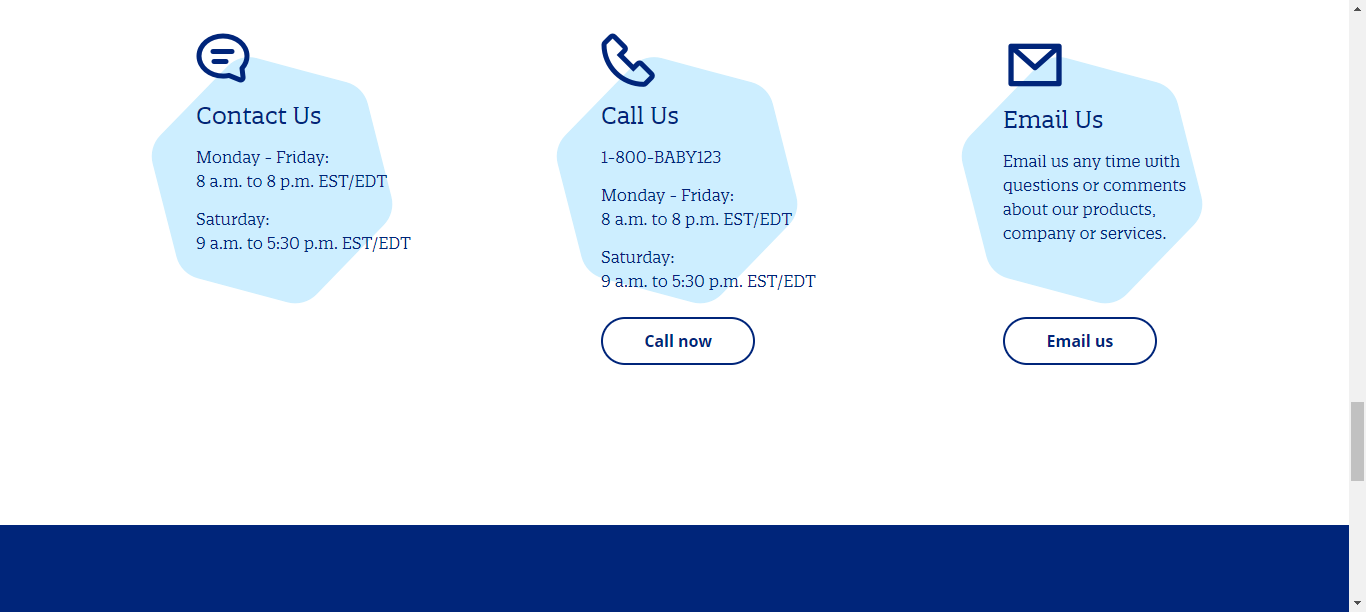 Contact Us
Monday - Friday:
8 a.m. to 8 p.m. EST/EDT
Saturday:
9 a.m. to 5:30 p.m. EST/EDT
Call Us
1-800-BABY123
Monday - Friday:
8 a.m. to 8 p.m. EST/EDT
Saturday:
9 a.m. to 5:30 p.m. EST/EDT
Call now
Email Us
Email us any time with
questions or comments
about our products,
company or services.
Email us